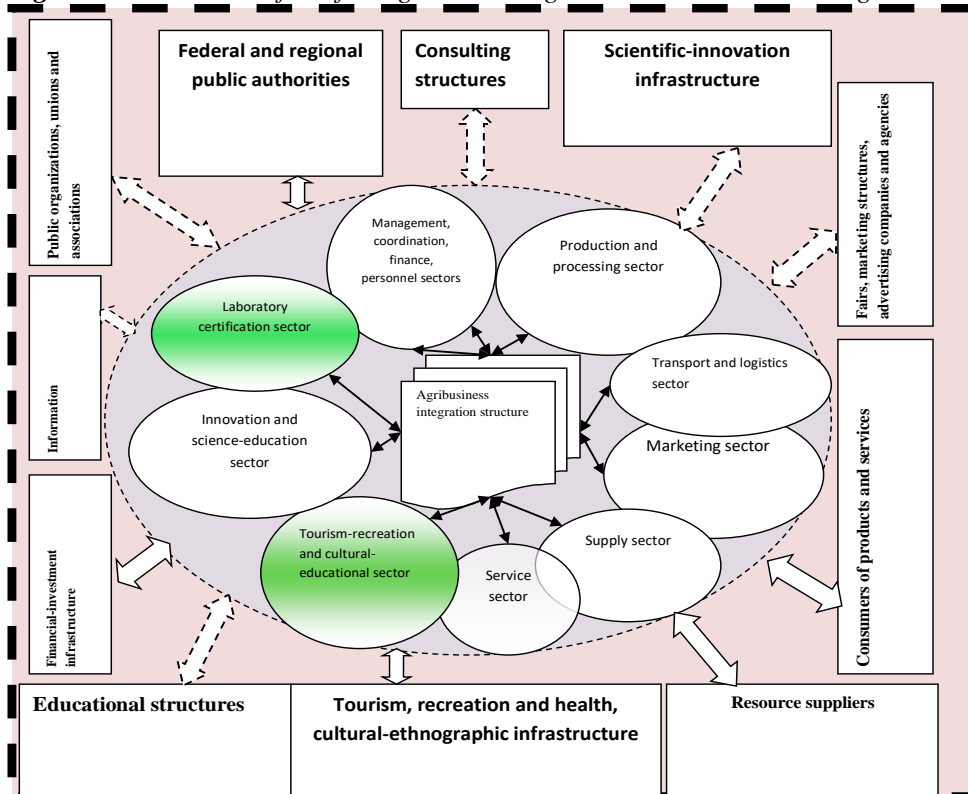 Federal and regional
public authorities
Consulting
structures
Scientific-innovation
infrastructure
Public organizations, unions and
associations
Fairs, marketing structures,
advertising companies and agencies
Management,
coordination,
finance,
personnel sectors
Production and
processing sector
Laboratory
certification sector
Transport and logistics
sector
Agribusiness
integration structure
Information
Innovation and
science-education
sector
Marketing sector
Consumers of products and services
Tourism-recreation
and cultural-
educational sector
Supply sector
Service
sector
Financial-investment
infrastructure
Educational structures
Tourism, recreation and health,
cultural-ethnographic infrastructure
Resource suppliers